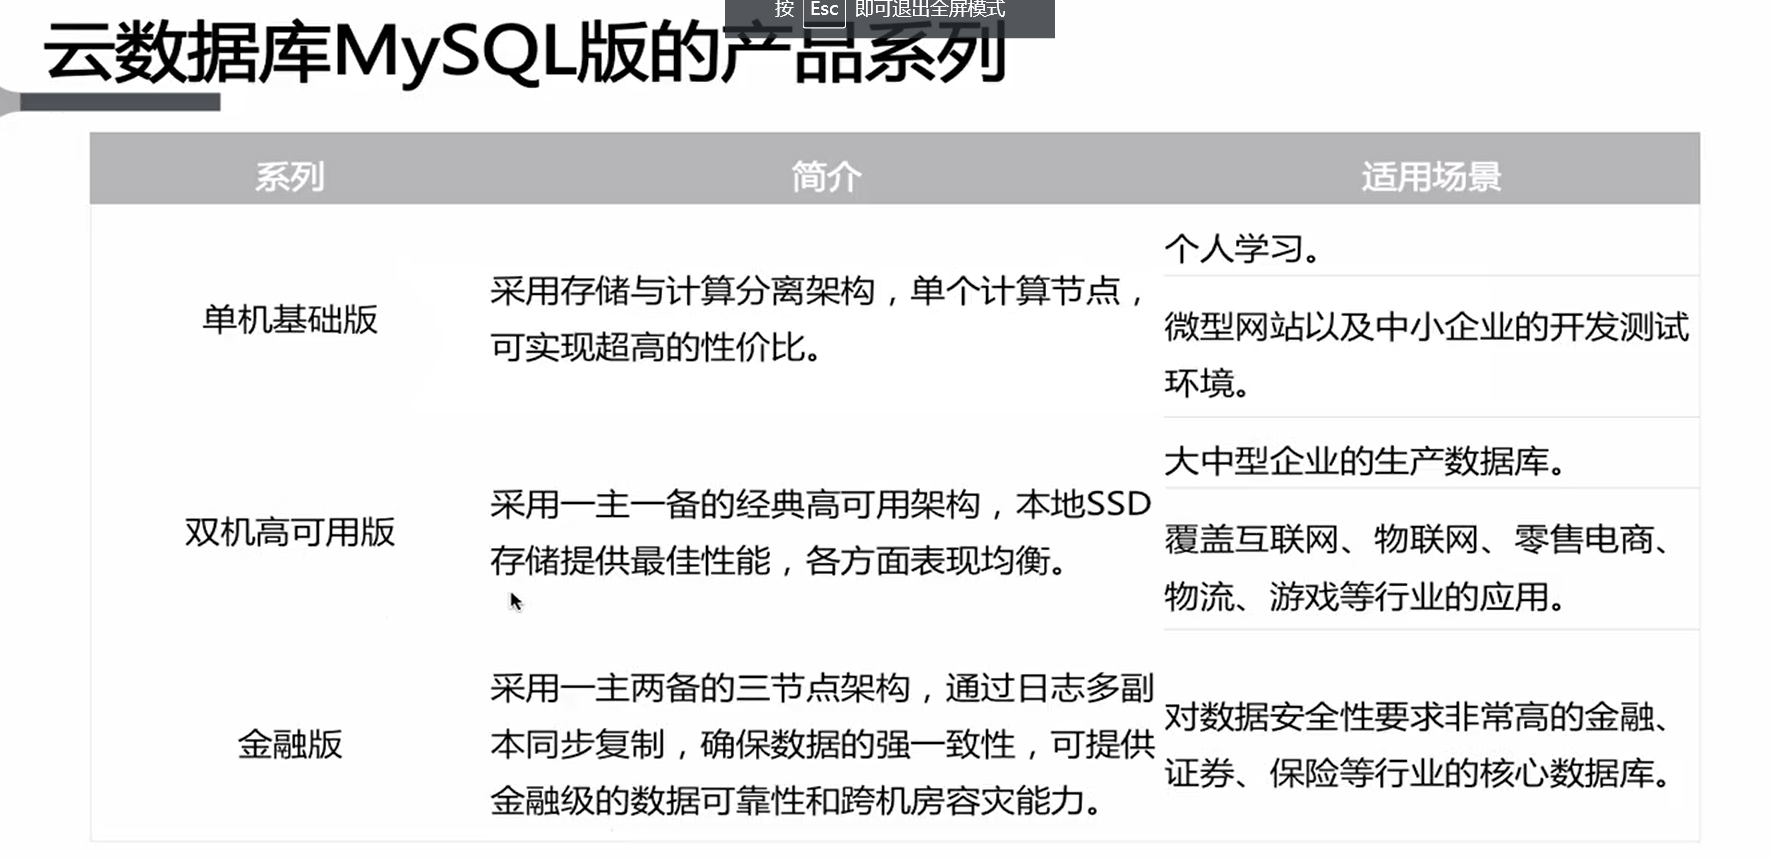 按 Esc 即可退出全屏模式
云数据库MySQL版的产品系列
系列
简介
适用场景
单机基础版
采用存储与计算分离架构，单个计算节点，
可实现超高的性价比。
个人学习。
微型网站以及中小企业的开发测试
环境。
双机高可用版
采用一主一备的经典高可用架构，本地SSD
存储提供最佳性能，各方面表现均衡。
大中型企业的生产数据库。
覆盖互联网、物联网、零售电商、
物流、游戏等行业的应用。
金融版
采用一主两备的三节点架构，通过日志多副
本同步复制，确保数据的强一致性，可提供
金融级的数据可靠性和跨机房容灾能力。
对数据安全性要求非常高的金融、
证券、保险等行业的核心数据库。